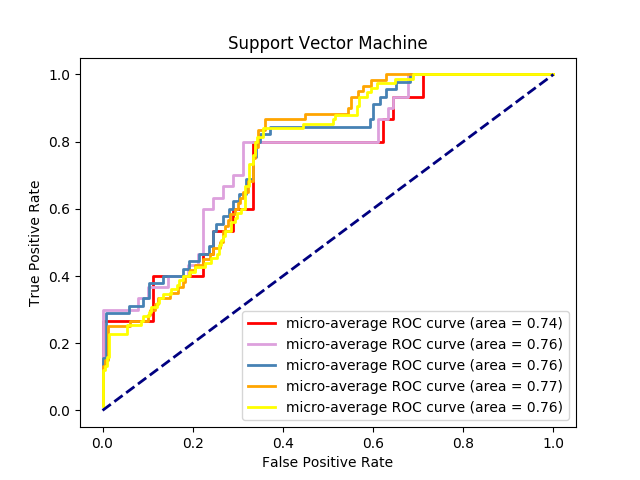 Support Vector Machine
True Positive Rate
1.0
0.8
0.6
0.4
0.2
0.0
micro-average ROC curve (area = 0.74)
micro-average ROC curve (area = 0.76)
micro-average ROC curve (area = 0.76)
micro-average ROC curve (area = 0.77)
micro-average ROC curve (area = 0.76)
0.0 0.2 0.4 0.6 0.8 1.0
False Positive Rate